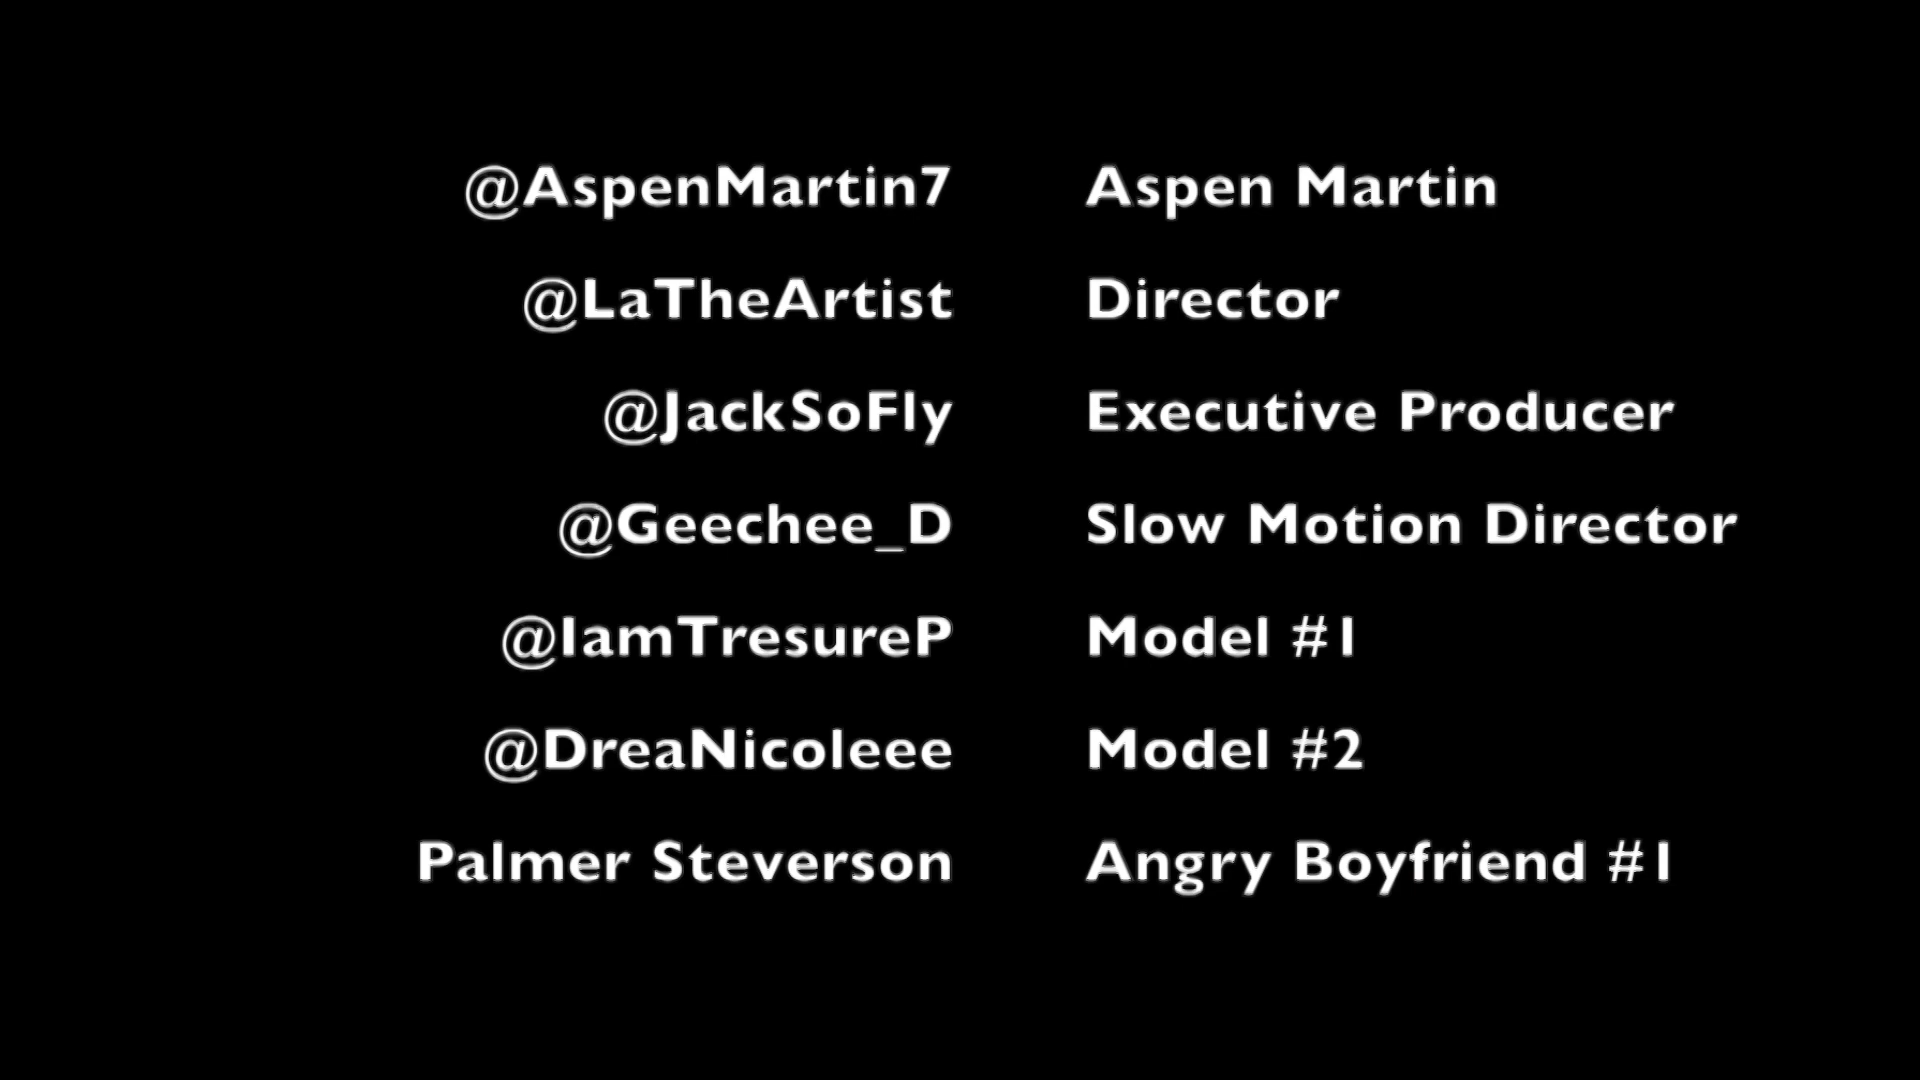 @AspenMartin7 Aspen Martin
@LaTheArtist Director
@JackSoFly Executive Producer
@Geechee_D Slow Motion Director
@IamTresureP Model #1
@DreaNicoleee Model #2
Palmer Steverson Angry Boyfriend #1